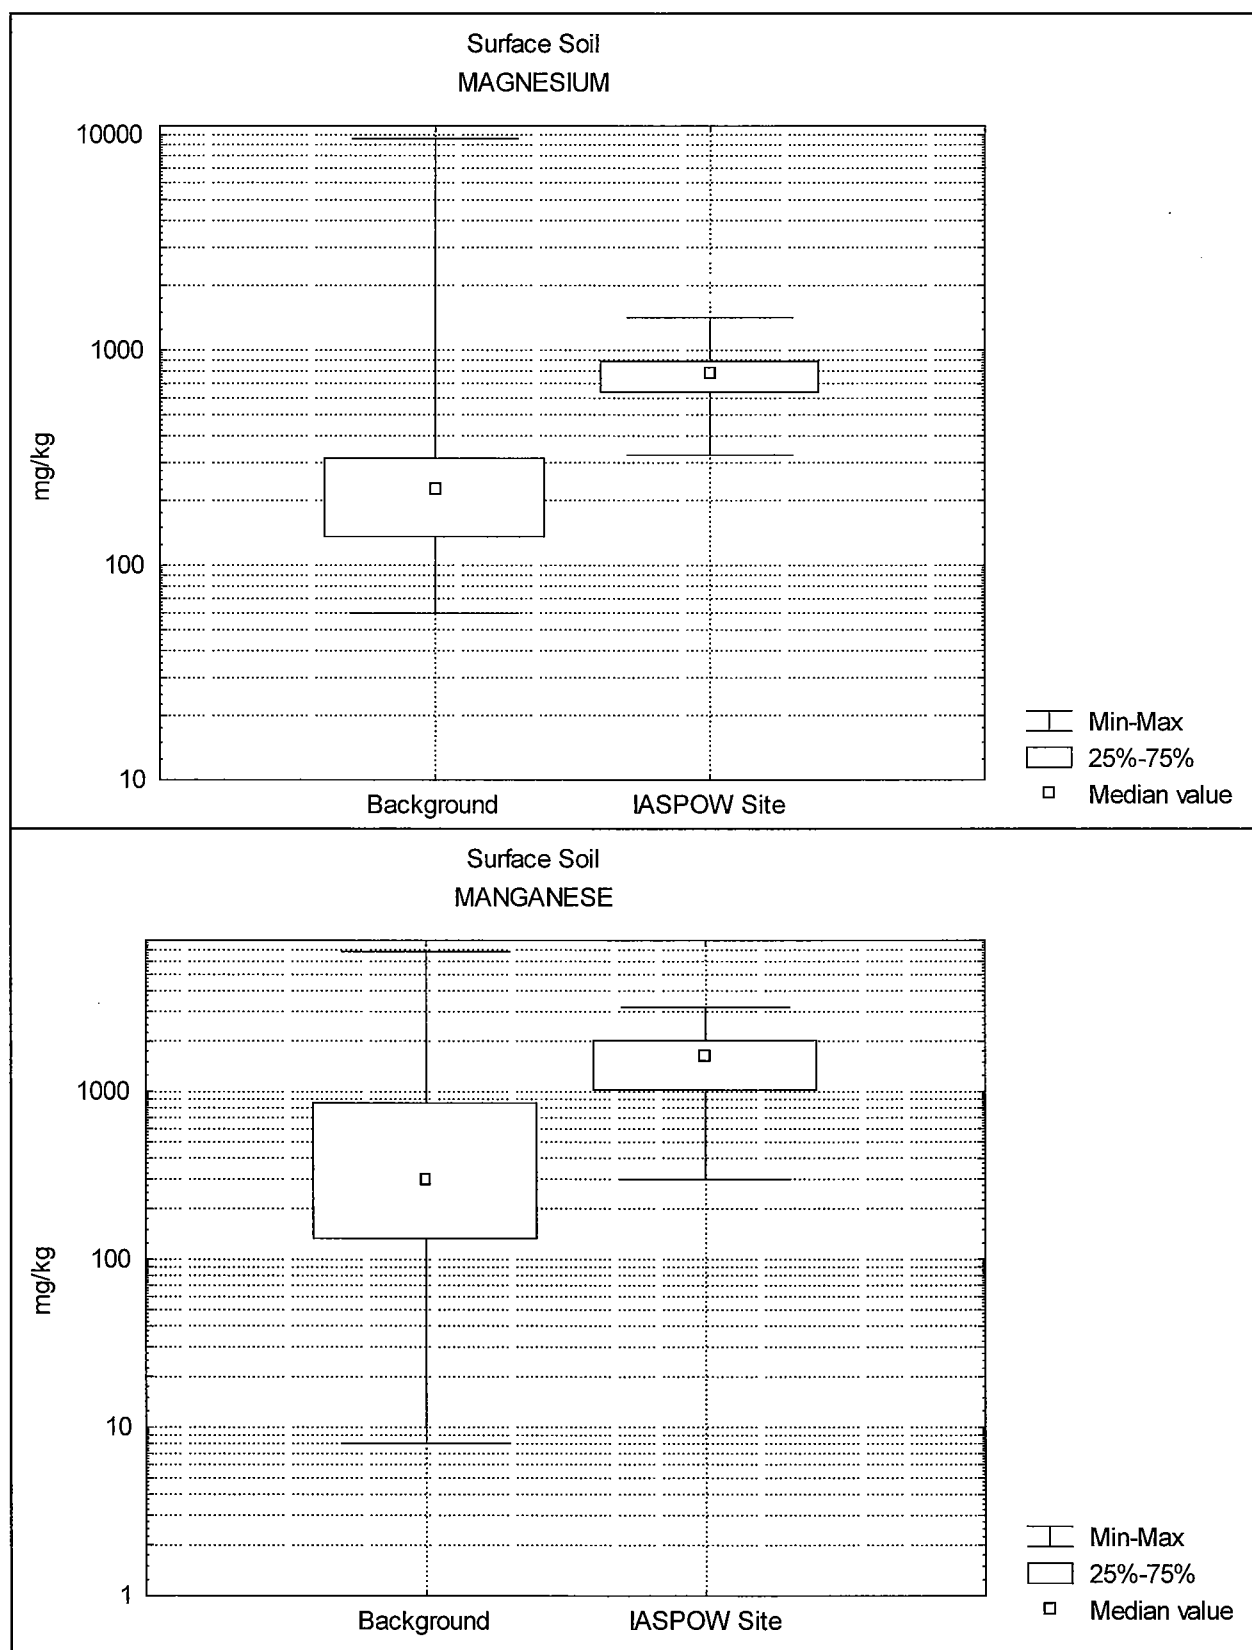 Surface Soil
MAGNESIUM
10000
1000
100
10
mg/kg
Background
IASPOW Site
Min-Max
25%-75%
Median value
Surface Soil
MANGANESE
1000
100
10
1
mg/kg
Background
IASPOW Site
Min-Max
25%-75%
Median value